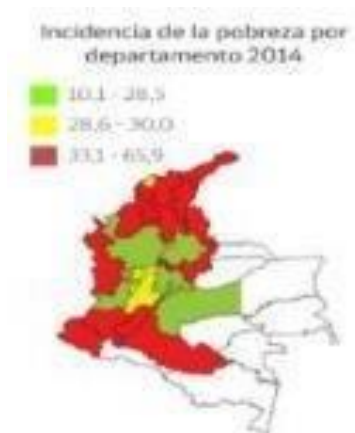 Incidencia de la pobreza por
departamento 2014
10,1 - 28,5
28,6 - 30,0
33,1 - 65,9